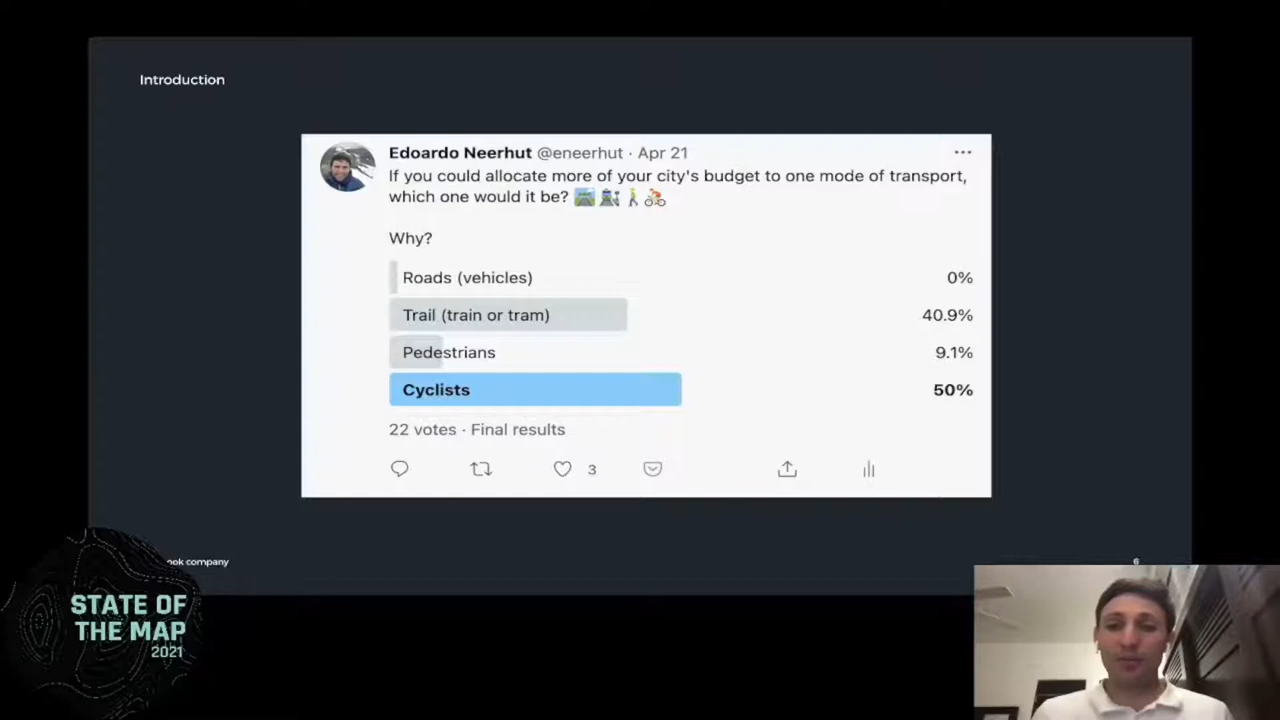 Introduction
Edoardo Neerhut @eneerhut · Apr 21
If you could allocate more of your city's budget to one mode of transport,
which one would it be? 🛣️🛤️🚶🚴
Why?
Roads (vehicles) 0%
Trail (train or tram) 40.9%
Pedestrians 9.1%
Cyclists 50%
22 votes · Final results
3
company
6
STATE OF
THE MAP
2021